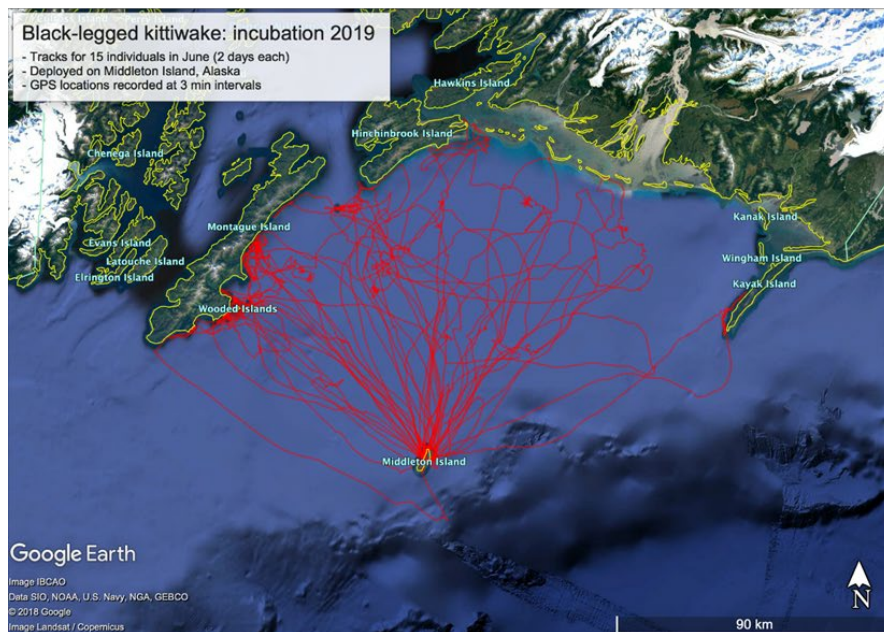 Black-legged kittiwake: incubation 2019
- Tracks for 15 individuals in June (2 days each)
- Deployed on Middleton Island, Alaska
- GPS locations recorded at 3 min intervals
Hawkins Island
Hinchinbrook Island
Chenega Island
Montague Island
Kanak Island
Evans Island
Latouche Island
Wingham Island
Elrington Island
Kayak Island
Wooded Islands
Middleton Island
Google Earth
Image IBCAO
Data SIO, NOAA, U.S. Navy, NGA, GEBCO
© 2018 Google
Image Landsat / Copernicus
N
90 km